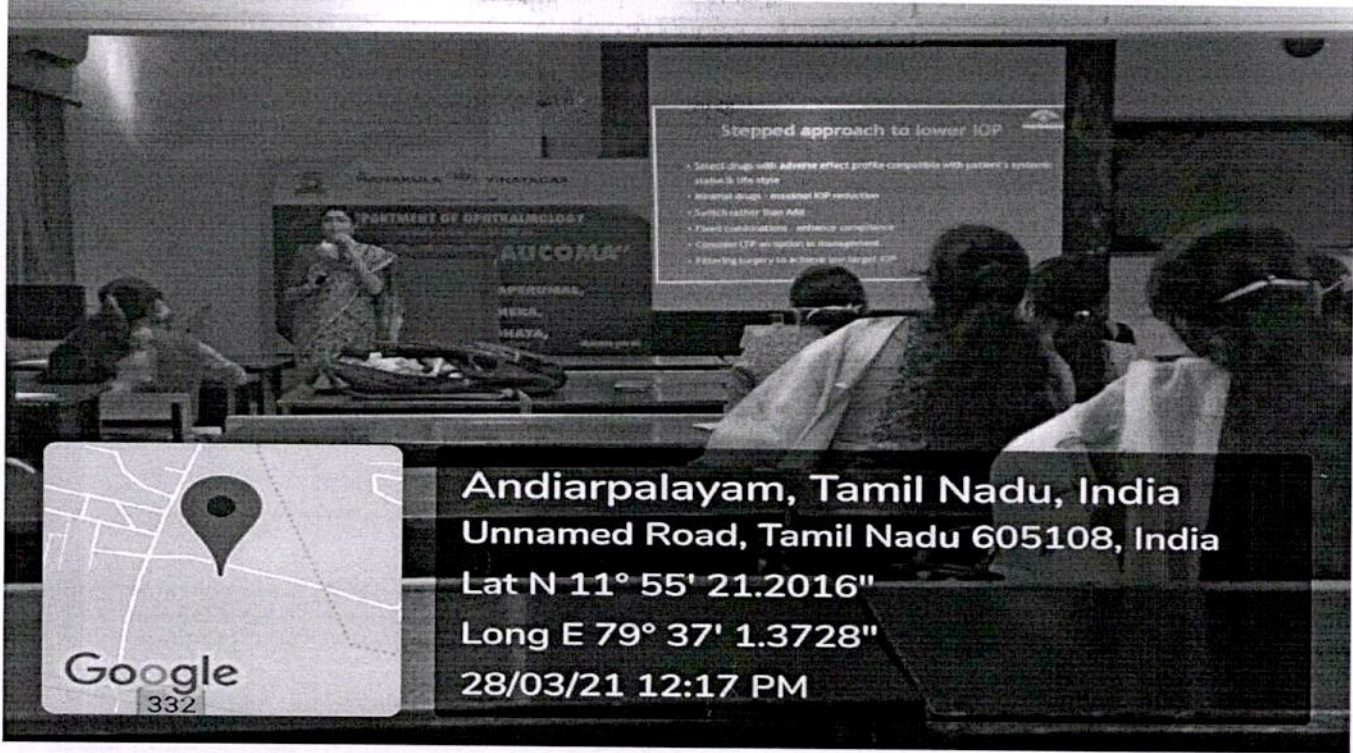 VINAYAGAR
DEPARTMENT OF OPHTHALMOLOGY
Stepped approach to lower IOP
• Select drugs with adverse effect profile compatible with patient's systemic
status & life style
• Minimal drugs - maximal IOP reduction
• Switch rather than Add
• Fixed combinations - enhance compliance
• Consider LTP an option in management
• Filtering surgery to achieve low target IOP
Andiarpalayam, Tamil Nadu, India
Unnamed Road, Tamil Nadu 605108, India
Lat N 11° 55' 21.2016"
Long E 79° 37' 1.3728"
28/03/21 12:17 PM
Google
332